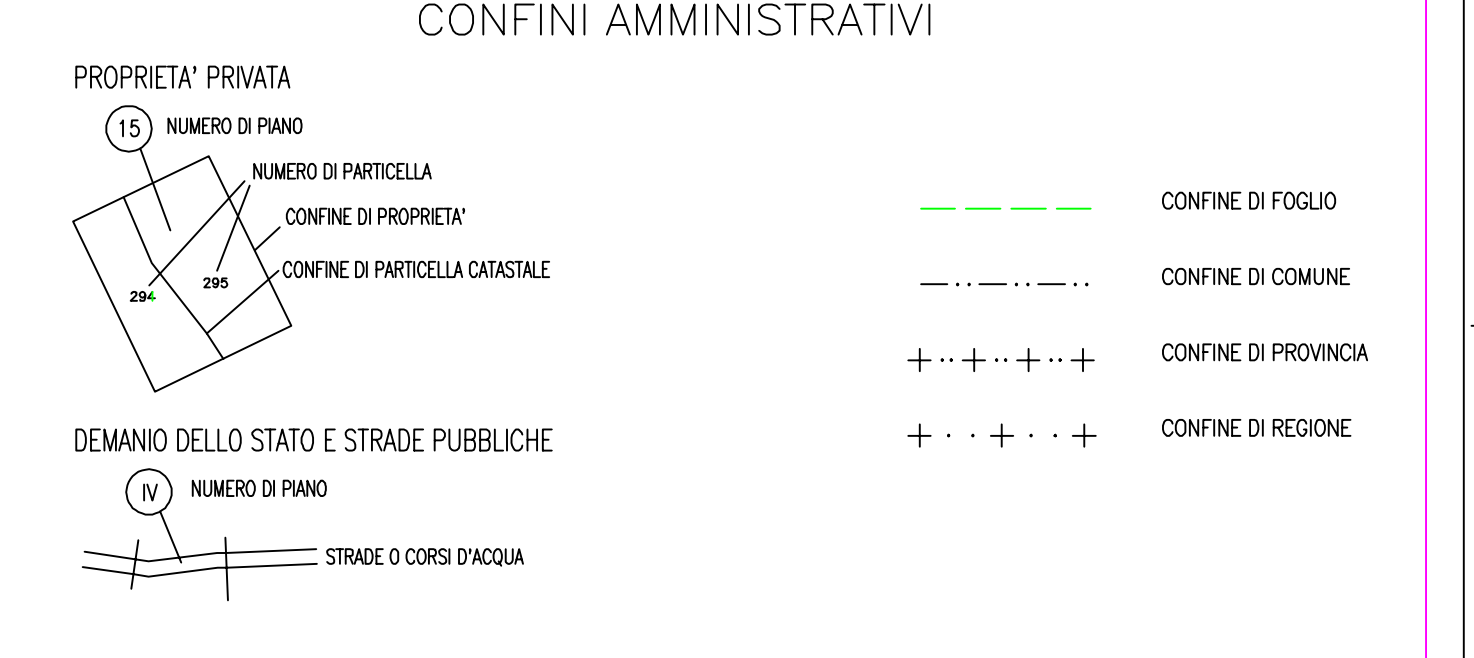 CONFINI AMMINISTRATIVI
PROPRIETA' PRIVATA
15 NUMERO DI PIANO
NUMERO DI PARTICELLA
CONFINE DI PROPRIETA'
CONFINE DI PARTICELLA CATASTALE
294
295
DEMANIO DELLO STATO E STRADE PUBBLICHE
IV NUMERO DI PIANO
STRADE O CORSI D'ACQUA
CONFINE DI FOGLIO
CONFINE DI COMUNE
CONFINE DI PROVINCIA
CONFINE DI REGIONE